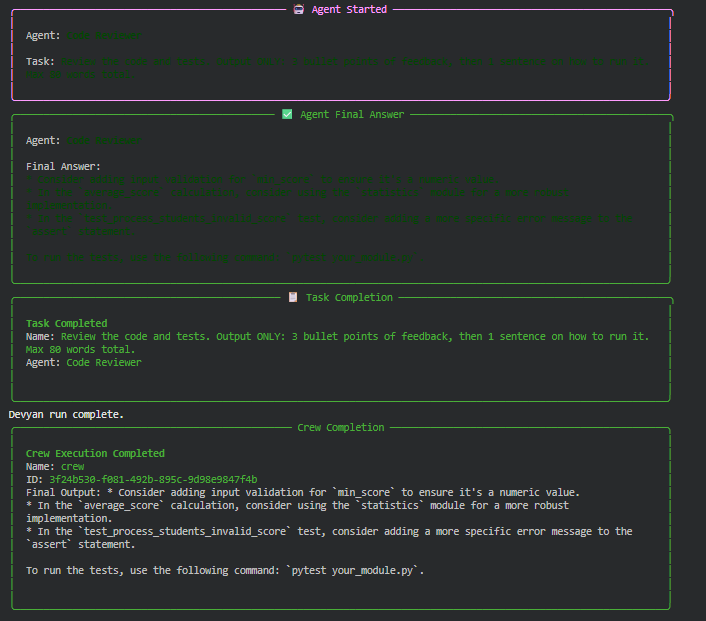 Agent Started
Agent: Code Reviewer
Task: Review the code and tests. Output ONLY: 3 bullet points of feedback, then 1 sentence on how to run it.
Max 80 words total.
Agent Final Answer
Agent: Code Reviewer
Final Answer:
* Consider adding input validation for `min_score` to ensure it's a numeric value.
* In the `average_score` calculation, consider using the `statistics` module for a more robust
implementation.
* In the `test_process_students_invalid_score` test, consider adding a more specific error message to the
`assert` statement.
To run the tests, use the following command: `pytest your_module.py`.
Task Completion
Task Completed
Name: Review the code and tests. Output ONLY: 3 bullet points of feedback, then 1 sentence on how to run it.
Max 80 words total.
Agent: Code Reviewer
Devyan run complete.
Crew Completion
Crew Execution Completed
Name: crew
ID: 3f24b530-f081-492b-895c-9d98e9847f4b
Final Output: * Consider adding input validation for `min_score` to ensure it's a numeric value.
* In the `average_score` calculation, consider using the `statistics` module for a more robust
implementation.
* In the `test_process_students_invalid_score` test, consider adding a more specific error message to the
`assert` statement.
To run the tests, use the following command: `pytest your_module.py`.